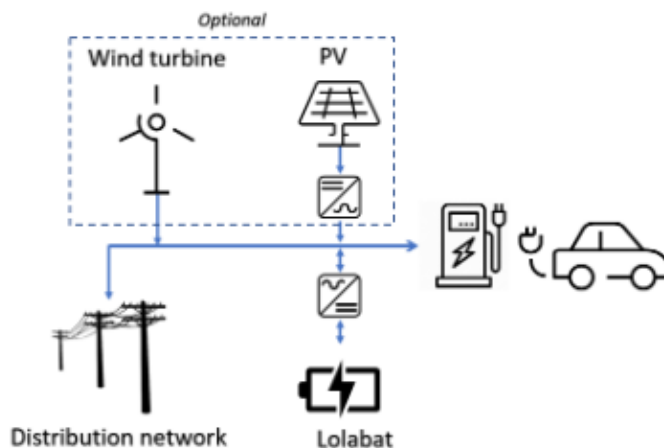 Optional
Wind turbine
PV
Distribution network
Lolabat